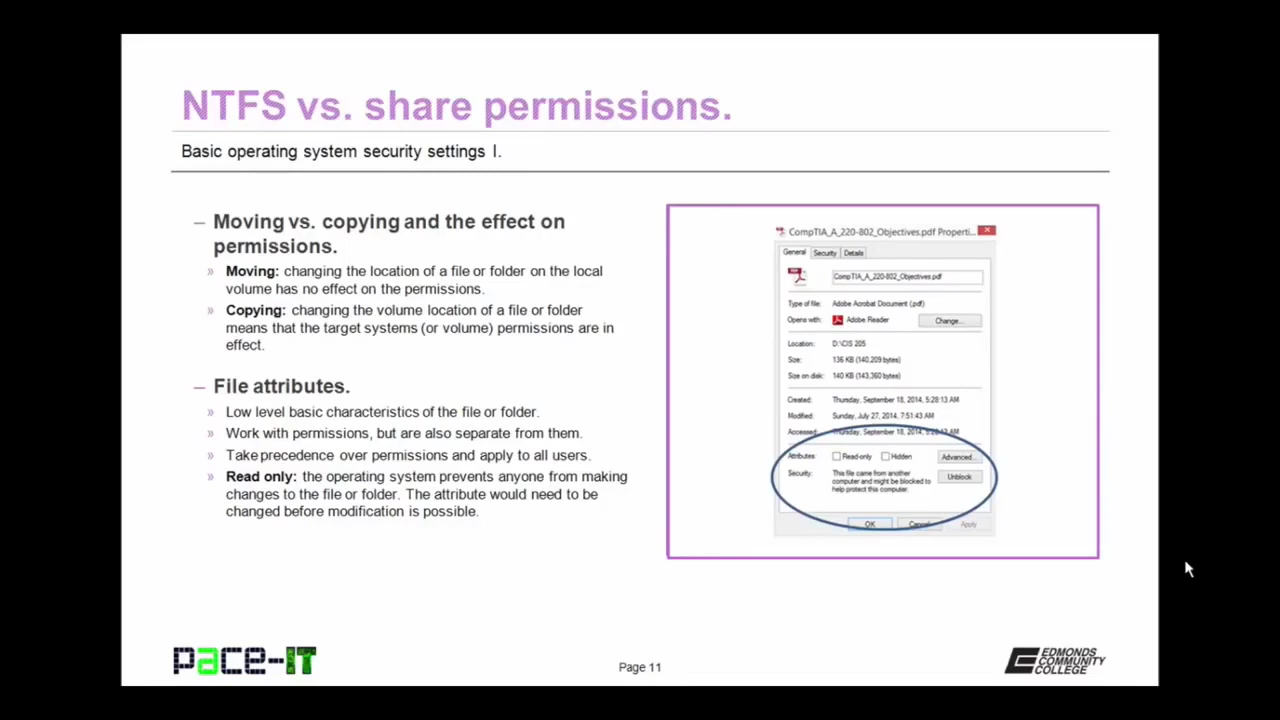 NTFS vs. share permissions.
Basic operating system security settings I.
– Moving vs. copying and the effect on
permissions.
» Moving: changing the location of a file or folder on the local
volume has no effect on the permissions.
» Copying: changing the volume location of a file or folder
means that the target systems (or volume) permissions are in
effect.
– File attributes.
» Low level basic characteristics of the file or folder.
» Work with permissions, but are also separate from them.
» Take precedence over permissions and apply to all users.
» Read only: the operating system prevents anyone from making
changes to the file or folder. The attribute would need to be
changed before modification is possible.
CompTIA_A_220-802_Objectives.pdf Properti...
General Security Details
CompTIA_A_220-802_Objectives.pdf
Type of file: Adobe Acrobat Document (.pdf)
Opens with: Adobe Reader Change...
Location: D:\CIS 205
Size: 136 KB (140,209 bytes)
Size on disk: 140 KB (143,360 bytes)
Created: Thursday, September 18, 2014, 5:28:13 AM
Modified: Sunday, July 27, 2014, 7:51:43 AM
Accessed: Thursday, September 18, 2014, 5:28:13 AM
Attributes: Read-only Hidden Advanced...
Security: This file came from another
computer and might be blocked to
help protect this computer.
Unblock
OK Cancel Apply
pace-IT
Page 11
EDMONDS
COMMUNITY
COLLEGE